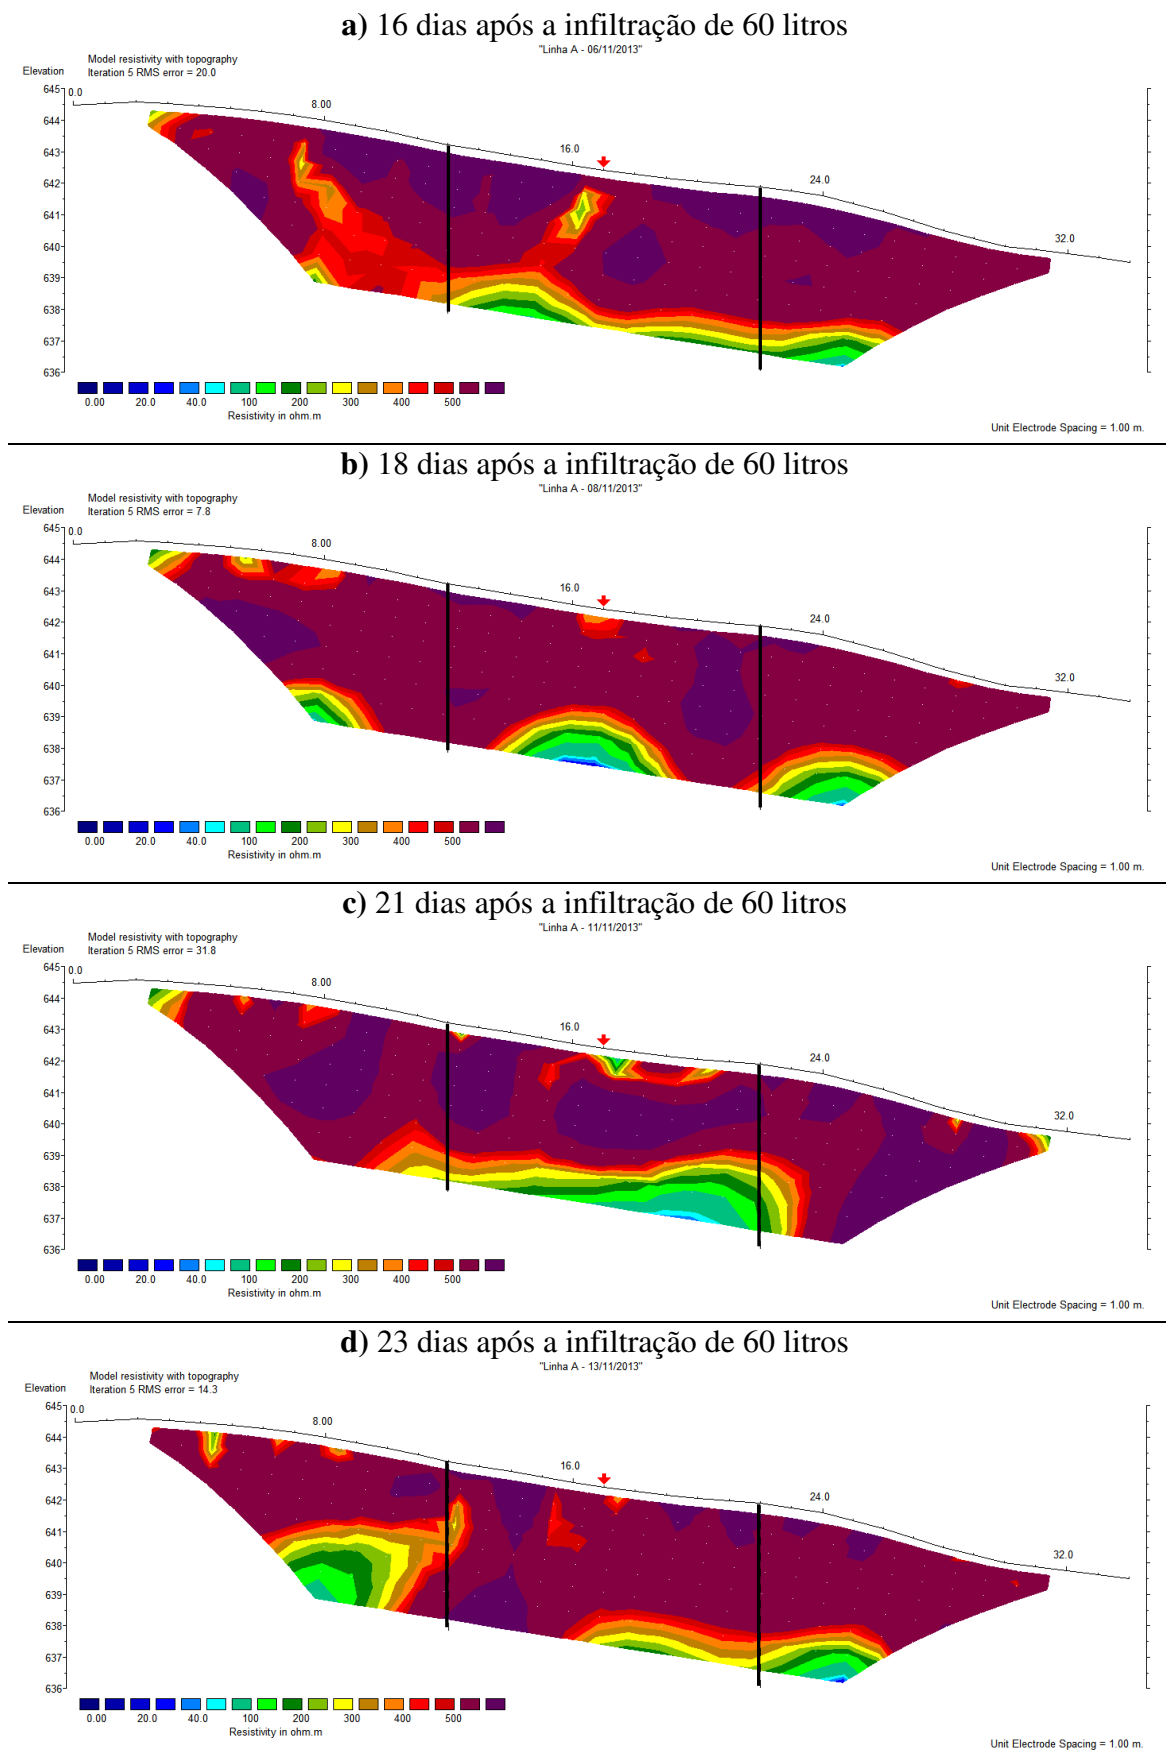 a) 16 dias após a infiltração de 60 litros
"Linha A - 06/11/2013"
Model resistivity with topography
Elevation
Iteration 5 RMS error = 20.0
645
0.0
8.00
644
643
16.0
642
24.0
641
640
32.0
639
638
637
636
0.00 20.0 40.0 100 200 300 400 500
Resistivity in ohm.m
Unit Electrode Spacing = 1.00 m.
b) 18 dias após a infiltração de 60 litros
"Linha A - 08/11/2013"
Model resistivity with topography
Elevation
Iteration 5 RMS error = 7.8
645
0.0
8.00
644
643
16.0
642
24.0
641
640
32.0
639
638
637
636
0.00 20.0 40.0 100 200 300 400 500
Resistivity in ohm.m
Unit Electrode Spacing = 1.00 m.
c) 21 dias após a infiltração de 60 litros
"Linha A - 11/11/2013"
Model resistivity with topography
Elevation
Iteration 5 RMS error = 31.8
645
0.0
8.00
644
643
16.0
642
24.0
641
640
32.0
639
638
637
636
0.00 20.0 40.0 100 200 300 400 500
Resistivity in ohm.m
Unit Electrode Spacing = 1.00 m.
d) 23 dias após a infiltração de 60 litros
"Linha A - 13/11/2013"
Model resistivity with topography
Elevation
Iteration 5 RMS error = 14.3
645
0.0
8.00
644
643
16.0
642
24.0
641
640
32.0
639
638
637
636
0.00 20.0 40.0 100 200 300 400 500
Resistivity in ohm.m
Unit Electrode Spacing = 1.00 m.